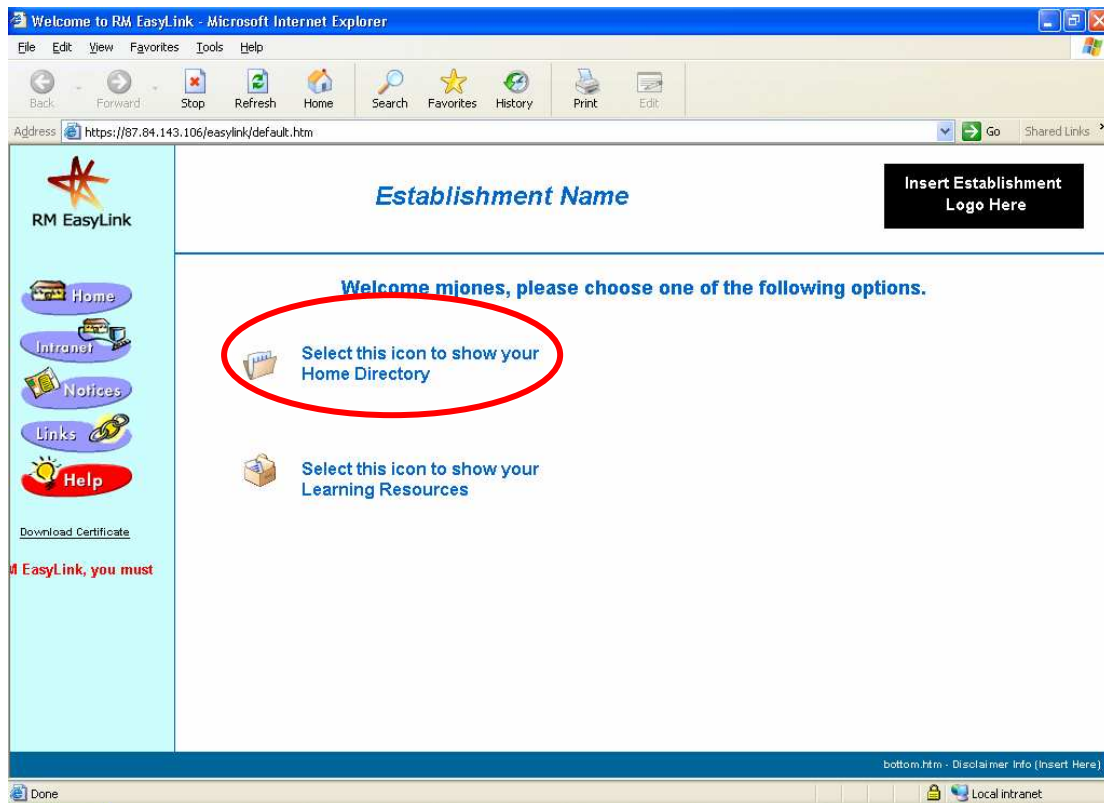 Welcome to RM EasyLink - Microsoft Internet Explorer
File Edit View Favorites Tools Help
Back Forward Stop Refresh Home Search Favorites History Print Edit
Address https://87.84.143.106/easylink/default.htm Go Shared Links
RM EasyLink
Establishment Name
Insert Establishment
Logo Here
Home
Intranet
Notices
Links
Help
Download Certificate
EasyLink, you must
Welcome mjones, please choose one of the following options.
Select this icon to show your
Home Directory
Select this icon to show your
Learning Resources
bottom.htm - Disclaimer Info (Insert Here)
Done Local intranet